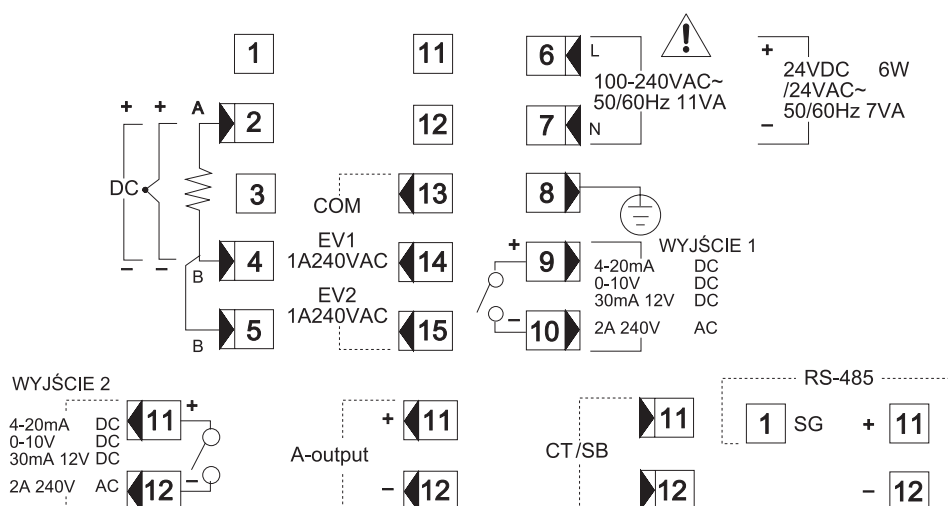 1
11
6 L
100-240VAC~
50/60Hz 11VA
+
24VDC 6W
/24VAC~
50/60Hz 7VA
–
+ + A 2
12
7 N
DC
3
COM
13
8
– – B 4
EV1
1A240VAC
14
+ 9
WYJŚCIE 1
4-20mA DC
0-10V DC
30mA 12V DC
2A 240V AC
B 5
EV2
1A240VAC
15
– 10
WYJŚCIE 2
4-20mA DC
0-10V DC
30mA 12V DC
2A 240V AC
11 +
12 –
A-output
+ 11
– 12
CT/SB
11
12
RS-485
1 SG
+ 11
– 12